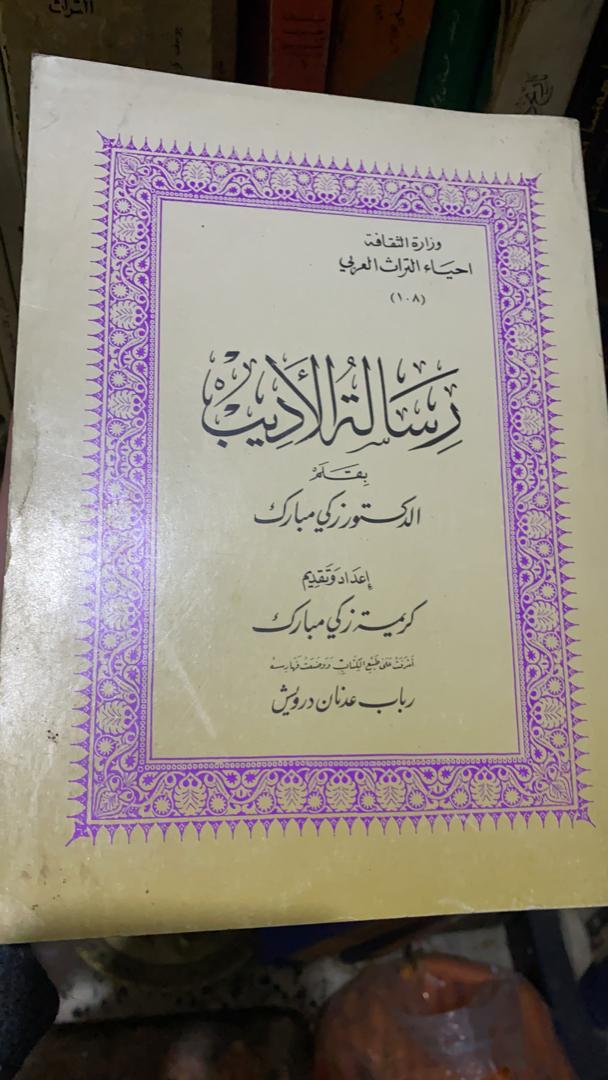 التراث
وزارة الثقافة
احياء التراث العربي
(١٠٨)
رسالة الأديب
بقلم
الدكتور زكي مبارك
إعداد وتقديم
كريمة زكي مبارك
أشرفت على طبع الكتاب ووضعت فهارسه
رباب عدنان درويش